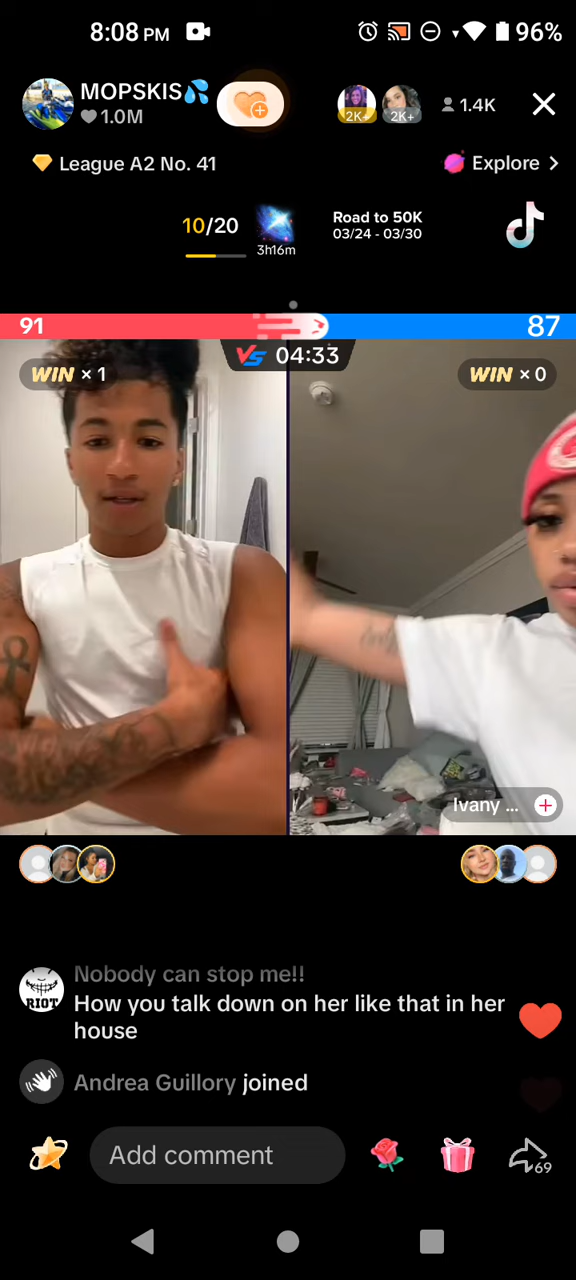 8:08 PM
96%
MOPSKIS💦
1.0M
2K+
2K+
1.4K
League A2 No. 41
Explore >
10/20
3h16m
Road to 50K
03/24 - 03/30
91
87
VS 04:33
WIN × 1
WIN × 0
Ivany ...
Nobody can stop me!!
RIOT
How you talk down on her like that in her
house
Andrea Guillory joined
Add comment
69